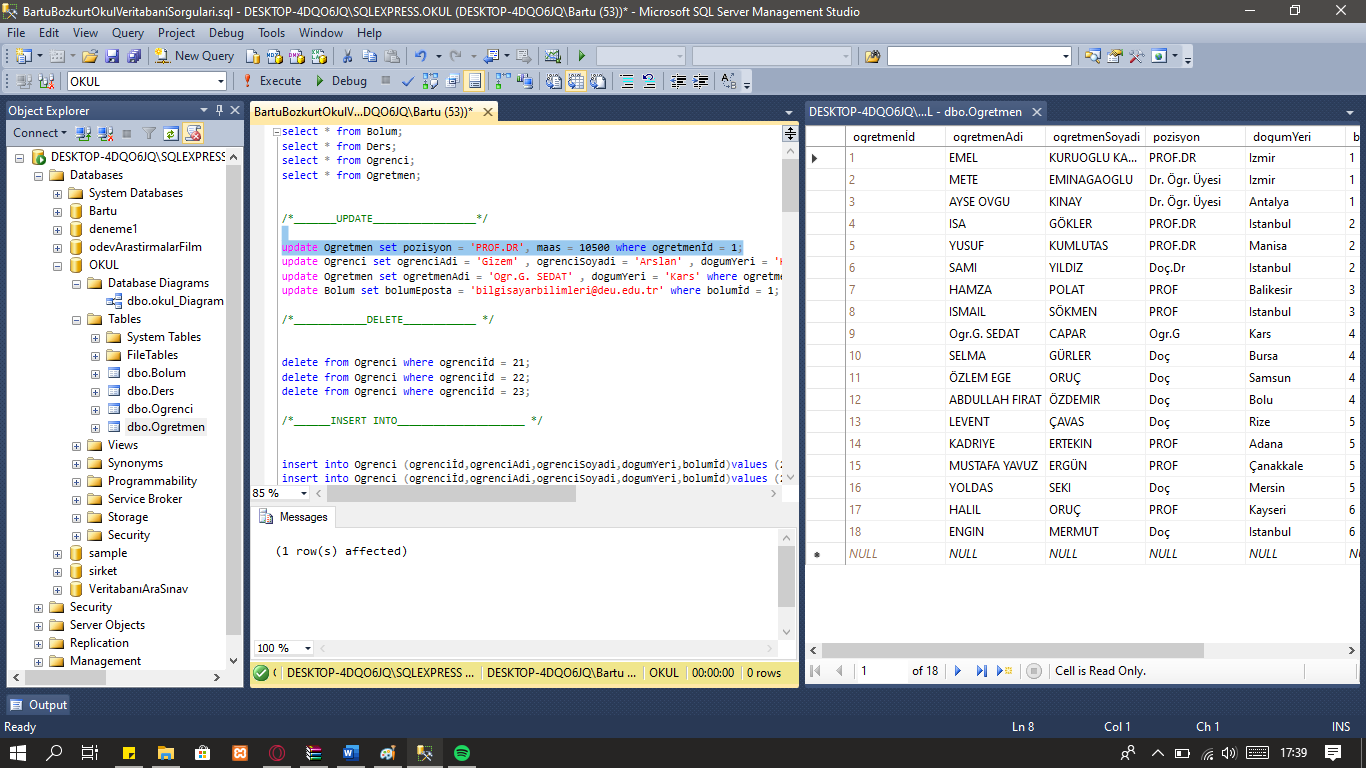 BartuBozkurtOkulVeritabaniSorgulari.sql - DESKTOP-4DQO6JQ\SQLEXPRESS.OKUL (DESKTOP-4DQO6JQ\Bartu (53))* - Microsoft SQL Server Management Studio
File Edit View Query Project Debug Tools Window Help
New Query
OKUL Execute Debug
Object Explorer
Connect
DESKTOP-4DQO6JQ\SQLEXPRESS
Databases
System Databases
Bartu
deneme1
odevArastirmalarFilm
OKUL
Database Diagrams
dbo.okul_Diagram
Tables
System Tables
FileTables
dbo.Bolum
dbo.Ders
dbo.Ogrenci
dbo.Ogretmen
Views
Synonyms
Programmability
Service Broker
Storage
Security
sample
sirket
VeritabanıAraSınav
Security
Server Objects
Replication
Management
BartuBozkurtOkulV...DQO6JQ\Bartu (53))*
select * from Bolum;
select * from Ders;
select * from Ogrenci;
select * from Ogretmen;
/*_______UPDATE_________________*/
update Ogretmen set pozisyon = 'PROF.DR', maas = 10500 where ogretmenİd = 1;
update Ogrenci set ogrenciAdi = 'Gizem' , ogrenciSoyadi = 'Arslan' , dogumYeri =
update Ogretmen set ogretmenAdi = 'Ogr.G. SEDAT' , dogumYeri = 'Kars' where ogretme
update Bolum set bolumEposta = 'bilgisayarbilimleri@deu.edu.tr' where bolumİd = 1;
/*____________DELETE____________ */
delete from Ogrenci where ogrenciİd = 21;
delete from Ogrenci where ogrenciİd = 22;
delete from Ogrenci where ogrenciİd = 23;
/*______INSERT INTO_____________________ */
insert into Ogrenci (ogrenciİd,ogrenciAdi,ogrenciSoyadi,dogumYeri,bolumİd)values (
insert into Ogrenci (ogrenciİd,ogrenciAdi,ogrenciSoyadi,dogumYeri,bolumİd)values (
85 %
Messages
(1 row(s) affected)
100 %
DESKTOP-4DQO6JQ\SQLEXPRESS ... DESKTOP-4DQO6JQ\Bartu ... OKUL 00:00:00 0 rows
DESKTOP-4DQO6JQ\...L - dbo.Ogretmen
ogretmenİd ogretmenAdi ogretmenSoyadi pozisyon dogumYeri b
1 EMEL KURUOGLU KA... PROF.DR Izmir 1
2 METE EMINAGAOGLU Dr. Ögr. Üyesi Izmir 1
3 AYSE OVGU KINAY Dr. Ögr. Üyesi Antalya 1
4 ISA GÖKLER PROF.DR Istanbul 2
5 YUSUF KUMLUTAS PROF.DR Manisa 2
6 SAMI YILDIZ Doç.Dr Istanbul 2
7 HAMZA POLAT PROF Balikesir 3
8 ISMAIL SÖKMEN PROF Istanbul 3
9 Ogr.G. SEDAT CAPAR Ogr.G Kars 4
10 SELMA GÜRLER Doç Bursa 4
11 ÖZLEM EGE ORUÇ Doç Samsun 4
12 ABDULLAH FIRAT ÖZDEMIR Doç Bolu 4
13 LEVENT ÇAVAS Doç Rize 5
14 KADRIYE ERTEKIN PROF Adana 5
15 MUSTAFA YAVUZ ERGÜN PROF Çanakkale 5
16 YOLDAS SEKI Doç Mersin 5
17 HALIL ORUÇ PROF Kayseri 6
18 ENGIN MERMUT Doç Istanbul 6
NULL NULL NULL NULL NULL
1 of 18 Cell is Read Only.
Output
Ready Ln 8 Col 1 Ch 1 INS
17:39